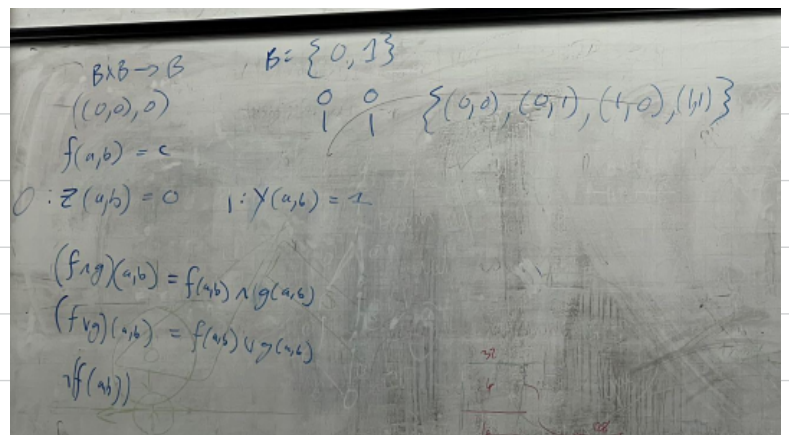 B×B→B B= {0,1}
((0,0),0) 0 0 {(0,0),(0,1),(1,0),(1,1)}
1 1
f(a,b) = c
0 : Z(a,b) = 0 1 : Y(a,b) = 1
(f∧g)(a,b) = f(a,b) ∧ g(a,b)
(f∨g)(a,b) = f(a,b) ∨ g(a,b)
¬f(a,b))